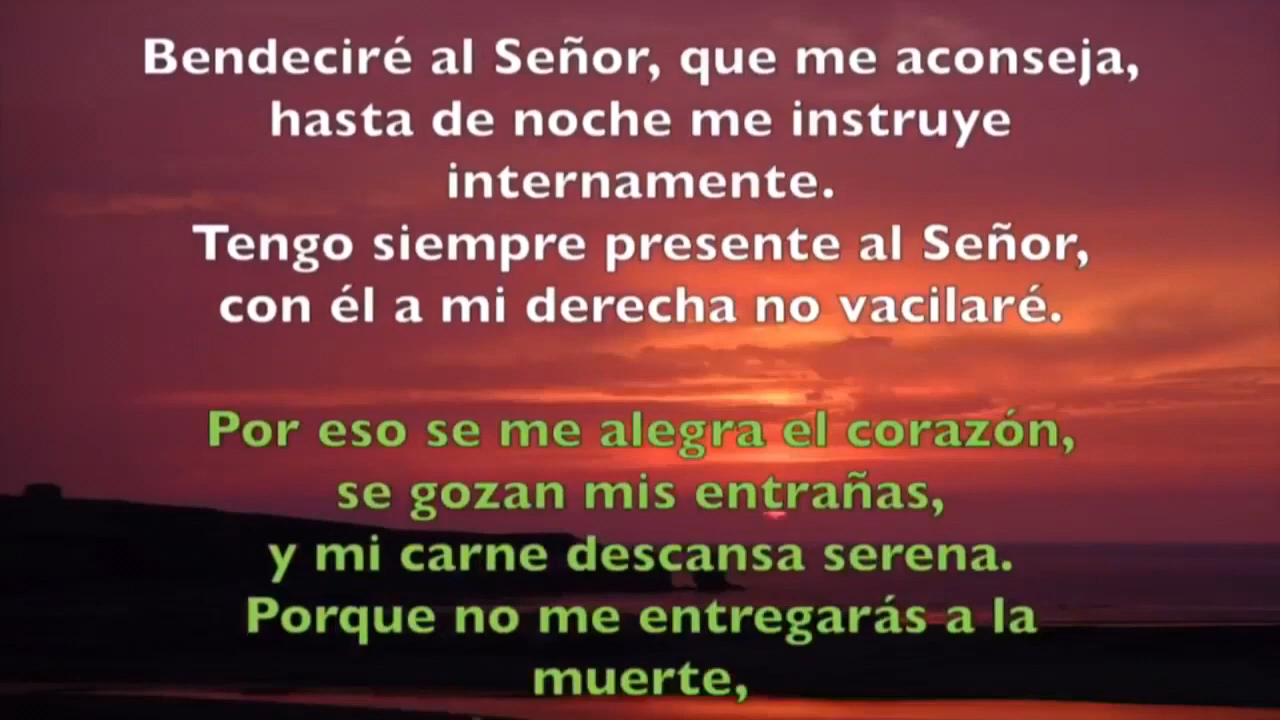 Bendeciré al Señor, que me aconseja,
hasta de noche me instruye
internamente.
Tengo siempre presente al Señor,
con él a mi derecha no vacilaré.
Por eso se me alegra el corazón,
se gozan mis entrañas,
y mi carne descansa serena.
Porque no me entregarás a la
muerte,